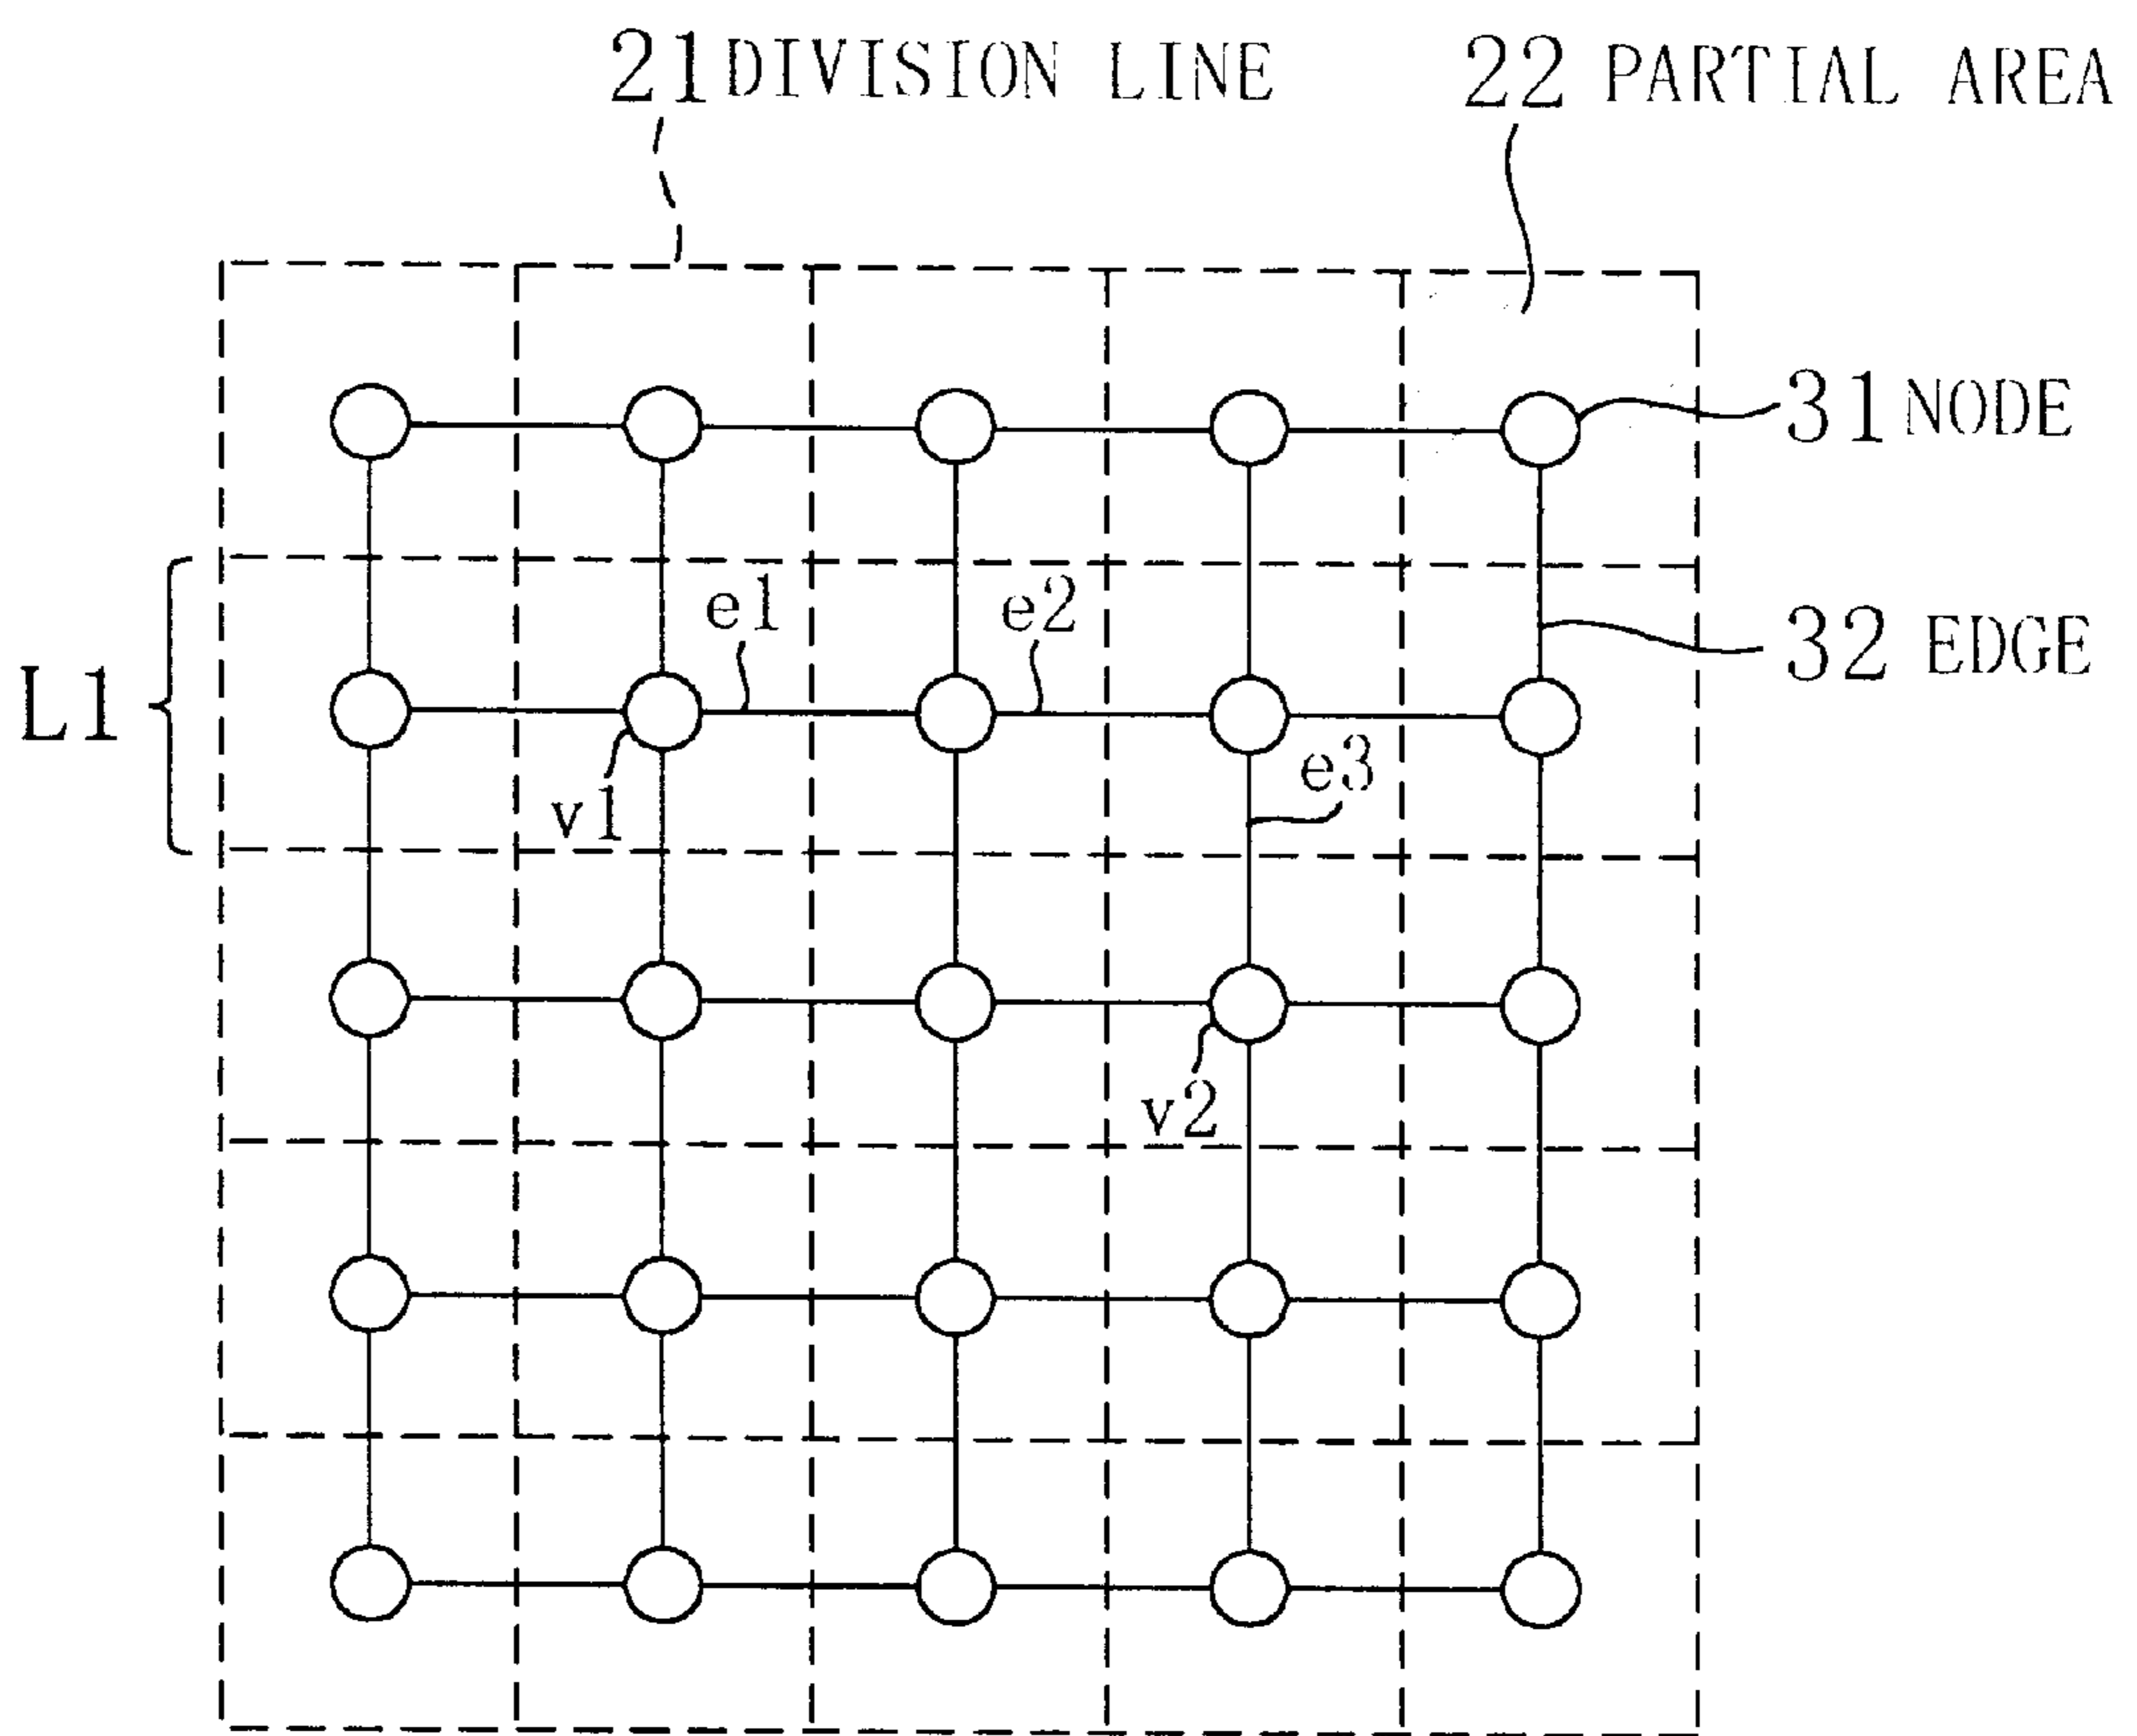 21 DIVISION LINE
22 PARTIAL AREA
31 NODE
e1
e2
32 EDGE
L1
e3
v1
v2